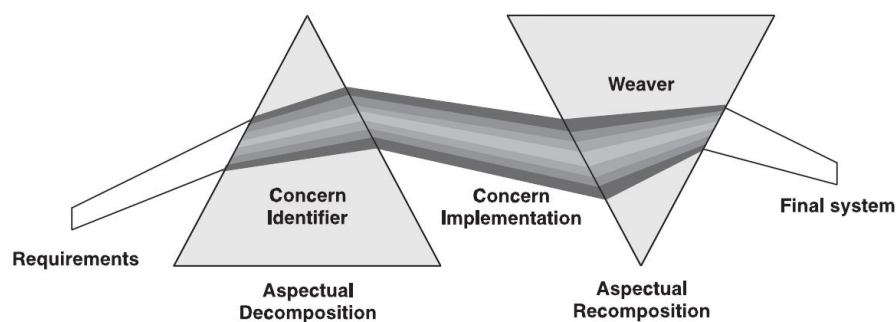 Weaver
Concern
Identifier
Concern
Implementation
Final system
Requirements
Aspectual
Decomposition
Aspectual
Recomposition